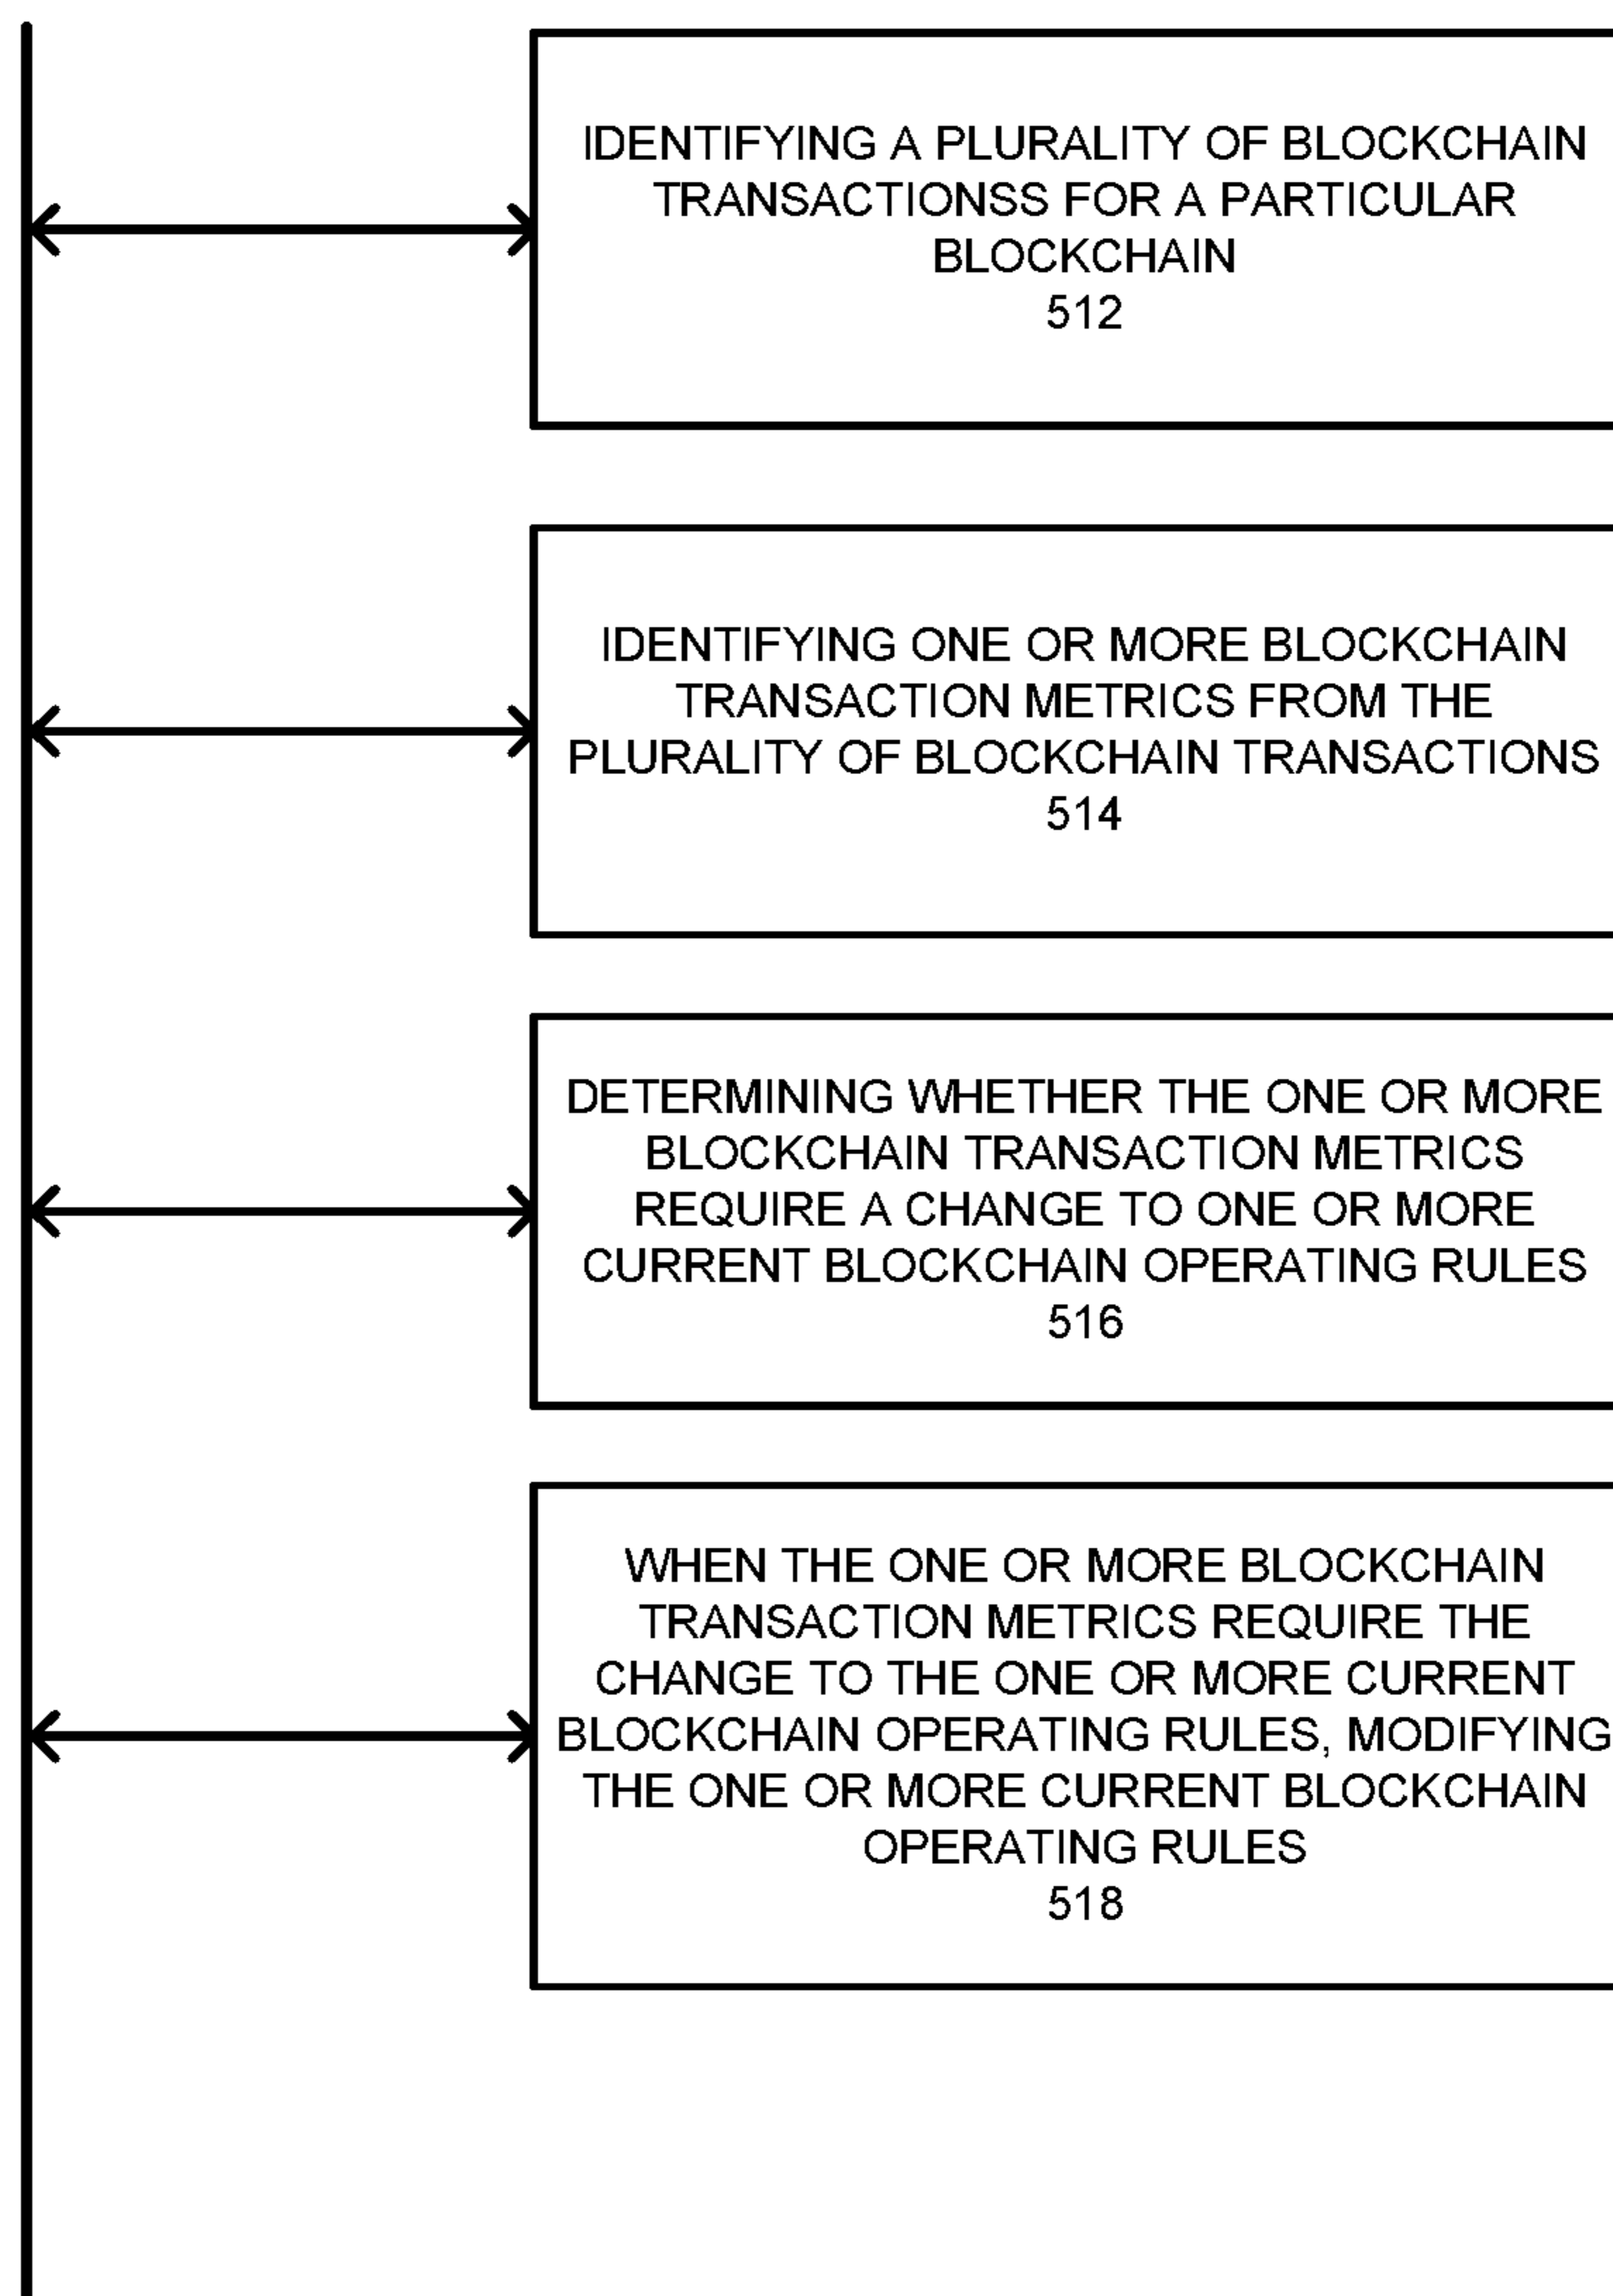 IDENTIFYING A PLURALITY OF BLOCKCHAIN
TRANSACTIONSS FOR A PARTICULAR
BLOCKCHAIN
512
IDENTIFYING ONE OR MORE BLOCKCHAIN
TRANSACTION METRICS FROM THE
PLURALITY OF BLOCKCHAIN TRANSACTIONS
514
DETERMINING WHETHER THE ONE OR MORE
BLOCKCHAIN TRANSACTION METRICS
REQUIRE A CHANGE TO ONE OR MORE
CURRENT BLOCKCHAIN OPERATING RULES
516
WHEN THE ONE OR MORE BLOCKCHAIN
TRANSACTION METRICS REQUIRE THE
CHANGE TO THE ONE OR MORE CURRENT
BLOCKCHAIN OPERATING RULES, MODIFYING
THE ONE OR MORE CURRENT BLOCKCHAIN
OPERATING RULES
518